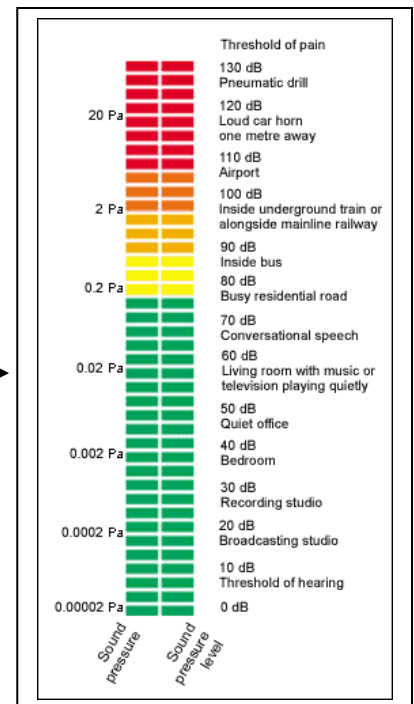 Threshold of pain
130 dB
Pneumatic drill
20 Pa
120 dB
Loud car horn
one metre away
110 dB
Airport
2 Pa
100 dB
Inside underground train or
alongside mainline railway
90 dB
Inside bus
0.2 Pa
80 dB
Busy residential road
70 dB
Conversational speech
0.02 Pa
60 dB
Living room with music or
television playing quietly
50 dB
Quiet office
0.002 Pa
40 dB
Bedroom
30 dB
Recording studio
0.0002 Pa
20 dB
Broadcasting studio
10 dB
Threshold of hearing
0.00002 Pa
0 dB
Sound
pressure
Sound
pressure
level